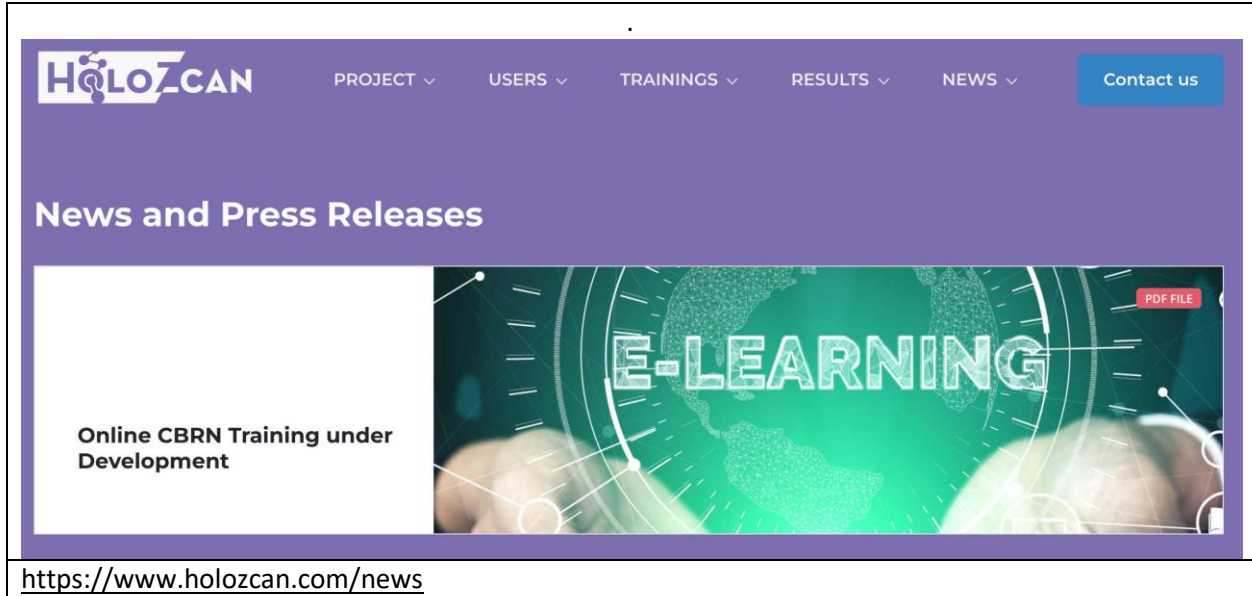 .
HOLOZCAN PROJECT USERS TRAININGS RESULTS NEWS Contact us
News and Press Releases
PDF FILE
E-LEARNING
Online CBRN Training under
Development
https://www.holozcan.com/news